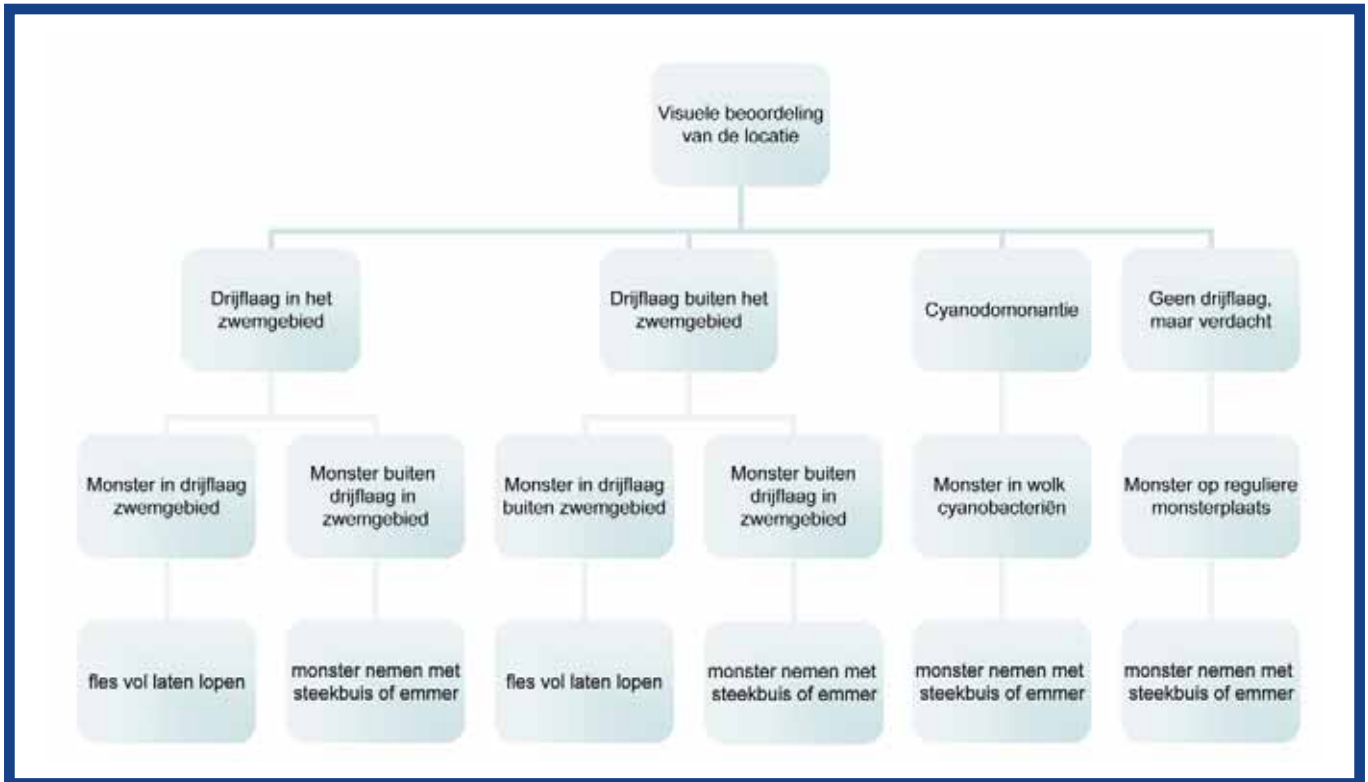 Visuele beoordeling
van de locatie
Drijflaag in het
zwemgebied
Drijflaag buiten het
zwemgebied
Cyanodomonantie
Geen drijflaag,
maar verdacht
Monster in drijflaag
zwemgebied
Monster buiten
drijflaag in
zwemgebied
Monster in drijflaag
buiten zwemgebied
Monster buiten
drijflaag in
zwemgebied
Monster in wolk
cyanobacteriën
Monster op reguliere
monsterplaats
fles vol laten lopen
monster nemen met
steekbuis of emmer
fles vol laten lopen
monster nemen met
steekbuis of emmer
monster nemen met
steekbuis of emmer
monster nemen met
steekbuis of emmer